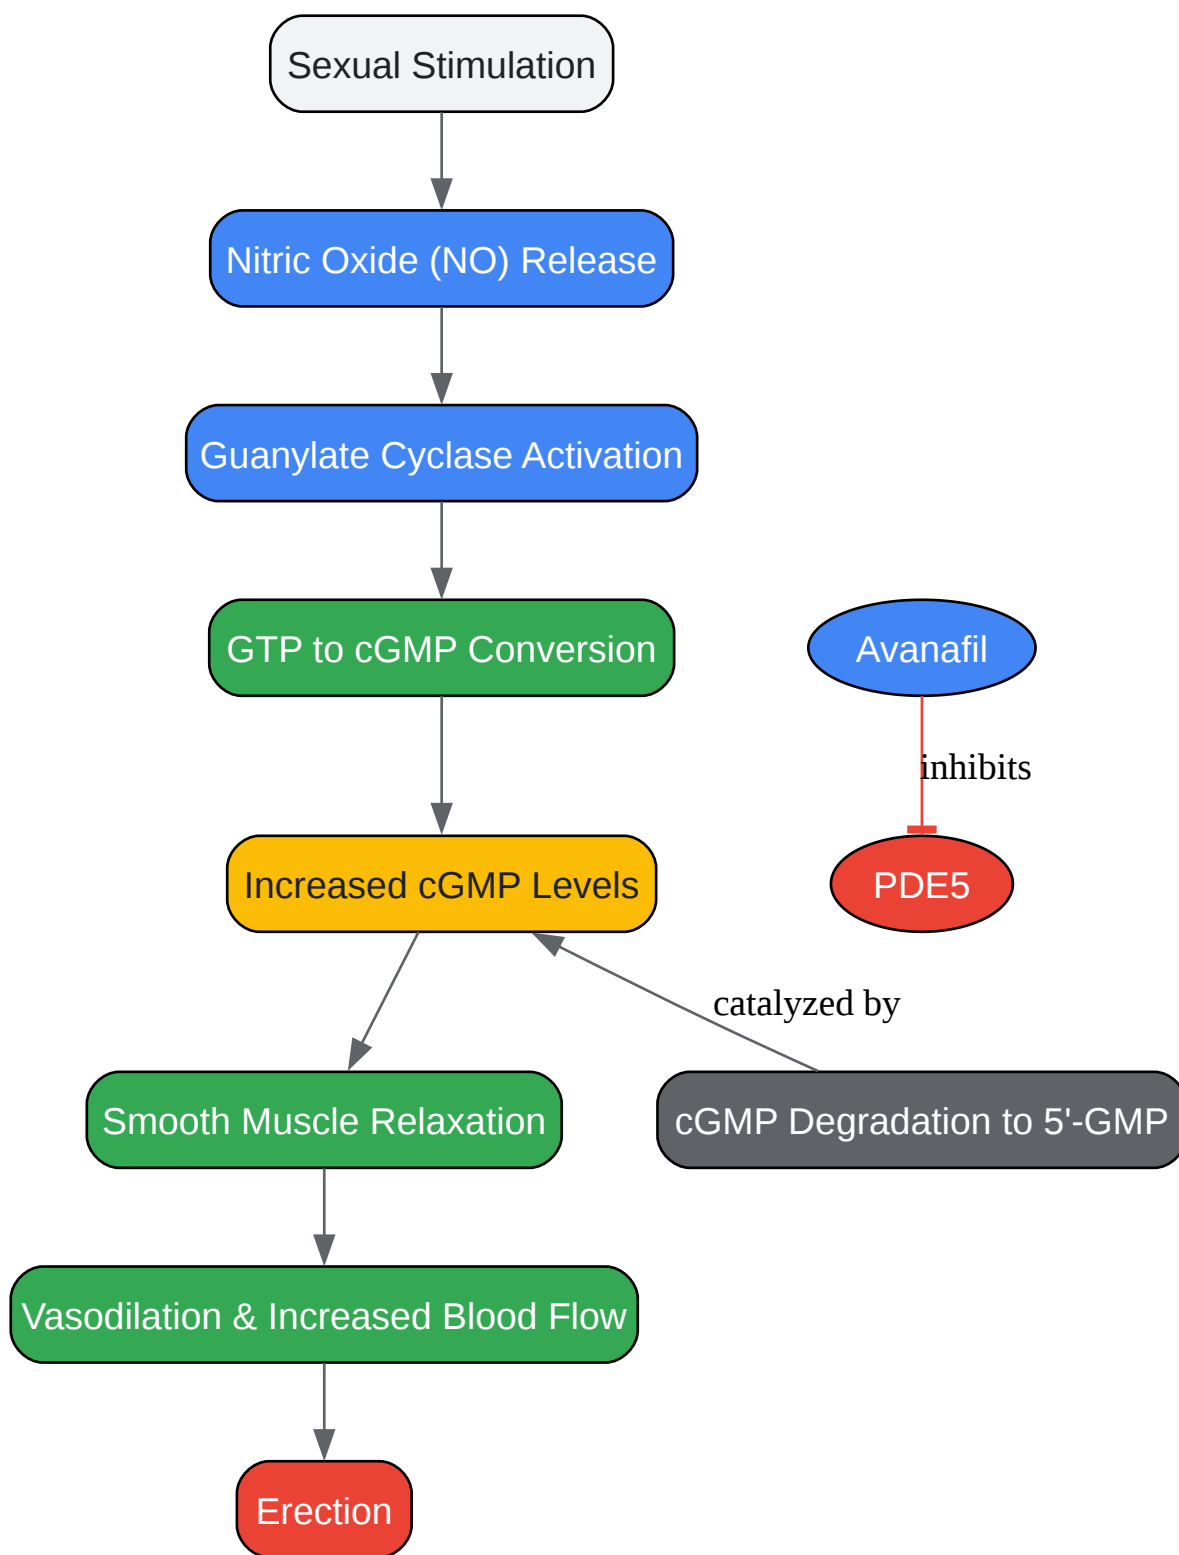 Sexual Stimulation
Nitric Oxide (NO) Release
Guanylate Cyclase Activation
GTP to cGMP Conversion
Avanafil
inhibits
Increased cGMP Levels
PDE5
catalyzed by
Smooth Muscle Relaxation
cGMP Degradation to 5'-GMP
Vasodilation & Increased Blood Flow
Erection